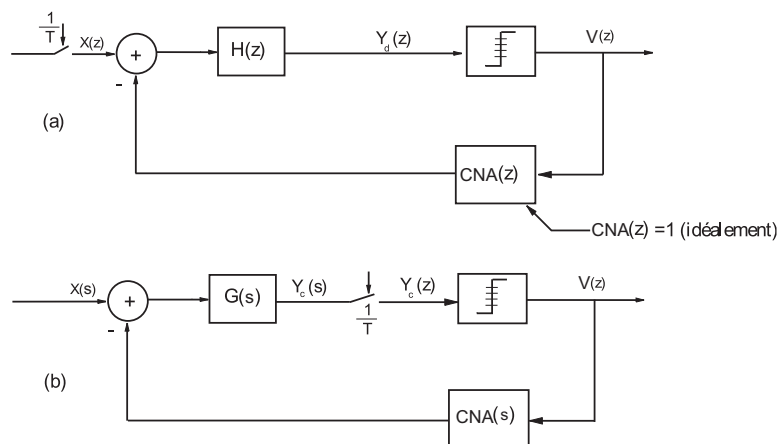 1
T
X(z)
+
-
H(z)
Y_d(z)
V(z)
(a)
CNA(z)
CNA(z) =1 (idéalement)
X(s)
+
-
G(s)
Y_c(s)
1
T
Y_c(z)
V(z)
(b)
CNA(s)